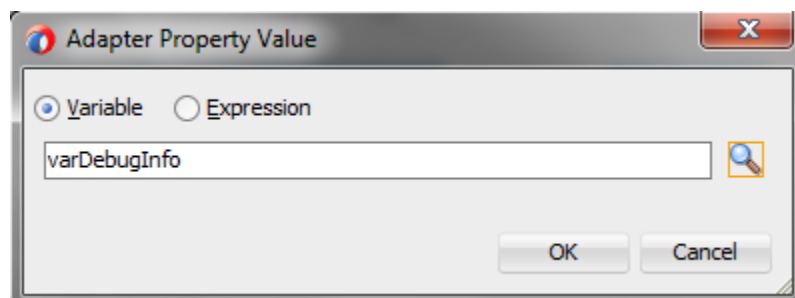 Adapter Property Value
Variable Expression
varDebugInfo
OK Cancel